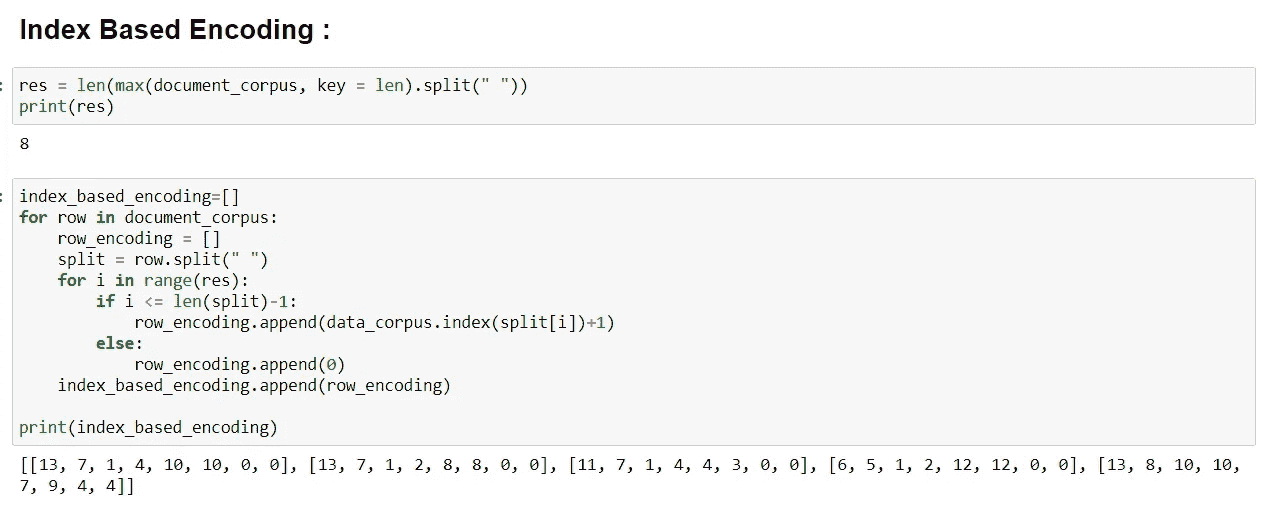 Index Based Encoding :
: res = len(max(document_corpus, key = len).split(" "))
print(res)
8
: index_based_encoding=[]
for row in document_corpus:
    row_encoding = []
    split = row.split(" ")
    for i in range(res):
        if i <= len(split)-1:
            row_encoding.append(data_corpus.index(split[i])+1)
        else:
            row_encoding.append(0)
    index_based_encoding.append(row_encoding)
print(index_based_encoding)
[[13, 7, 1, 4, 10, 10, 0, 0], [13, 7, 1, 2, 8, 8, 0, 0], [11, 7, 1, 4, 4, 3, 0, 0], [6, 5, 1, 2, 12, 12, 0, 0], [13, 8, 10, 10,
7, 9, 4, 4]]